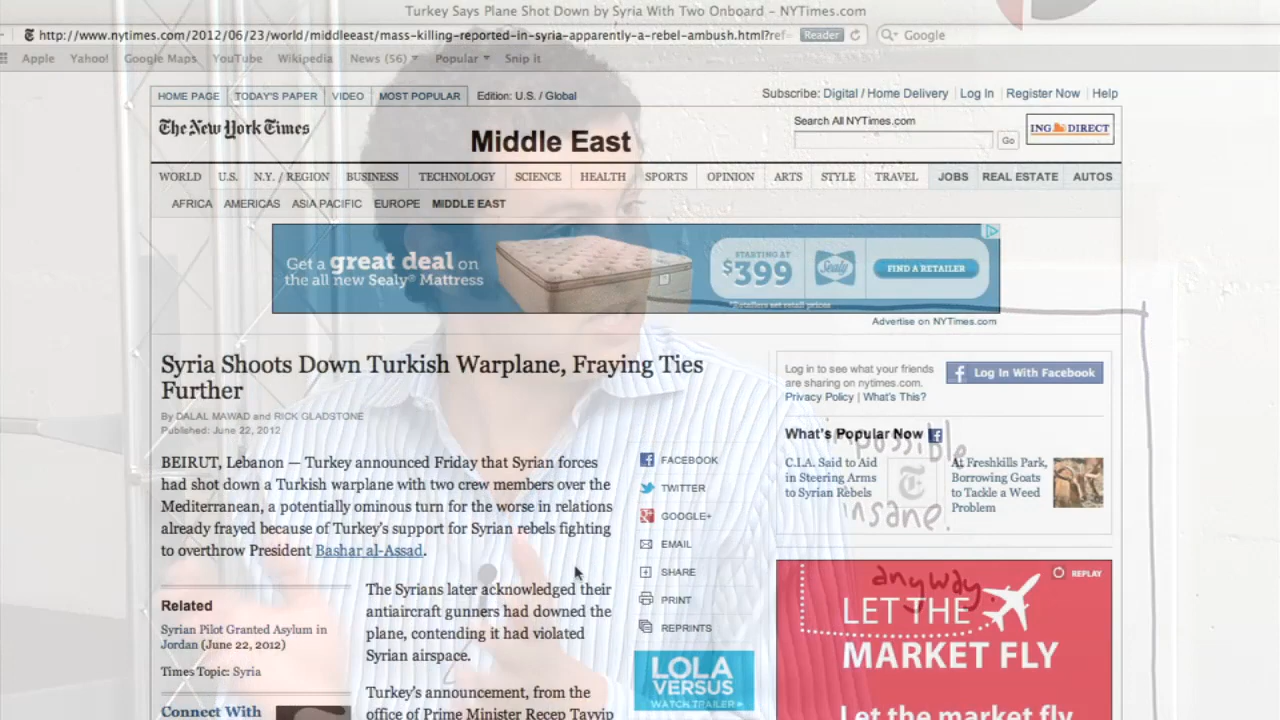 Turkey Says Plane Shot Down by Syria With Two Onboard – NYTimes.com
http://www.nytimes.com/2012/06/23/world/middleeast/mass-killing-reported-in-syria-apparently-a-rebel-ambush.html?ref= Reader Google
Apple Yahoo! Google Maps YouTube Wikipedia News (56) Popular Snip it
HOME PAGE TODAY'S PAPER VIDEO MOST POPULAR Edition: U.S. / Global
Subscribe: Digital / Home Delivery Log In Register Now Help
The New York Times
Middle East
Search All NYTimes.com
Go
ING DIRECT
WORLD U.S. N.Y. / REGION BUSINESS TECHNOLOGY SCIENCE HEALTH SPORTS OPINION ARTS STYLE TRAVEL JOBS REAL ESTATE AUTOS
AFRICA AMERICAS ASIA PACIFIC EUROPE MIDDLE EAST
Get a great deal on
the all new Sealy® Mattress
STARTING AT
$399
Sealy
FIND A RETAILER
*Retailers set retail prices
Advertise on NYTimes.com
Syria Shoots Down Turkish Warplane, Fraying Ties
Further
By DALAL MAWAD and RICK GLADSTONE
Published: June 22, 2012
BEIRUT, Lebanon — Turkey announced Friday that Syrian forces
had shot down a Turkish warplane with two crew members over the
Mediterranean, a potentially ominous turn for the worse in relations
already frayed because of Turkey's support for Syrian rebels fighting
to overthrow President Bashar al-Assad.
The Syrians later acknowledged their
antiaircraft gunners had downed the
plane, contending it had violated
Syrian airspace.
Turkey's announcement, from the
office of Prime Minister Recep Tayyip
Related
Syrian Pilot Granted Asylum in
Jordan (June 22, 2012)
Times Topic: Syria
Connect With
FACEBOOK
TWITTER
GOOGLE+
EMAIL
SHARE
PRINT
REPRINTS
LOLA
VERSUS
WATCH TRAILER
Log in to see what your friends
are sharing on nytimes.com.
Privacy Policy | What's This?
Log In With Facebook
What's Popular Now
C.I.A. Said to Aid
in Steering Arms
to Syrian Rebels
At Freshkills Park,
Borrowing Goats
to Tackle a Weed
Problem
impossible
insane.
anyway.
REPLAY
LET THE
MARKET FLY
Let the market fly